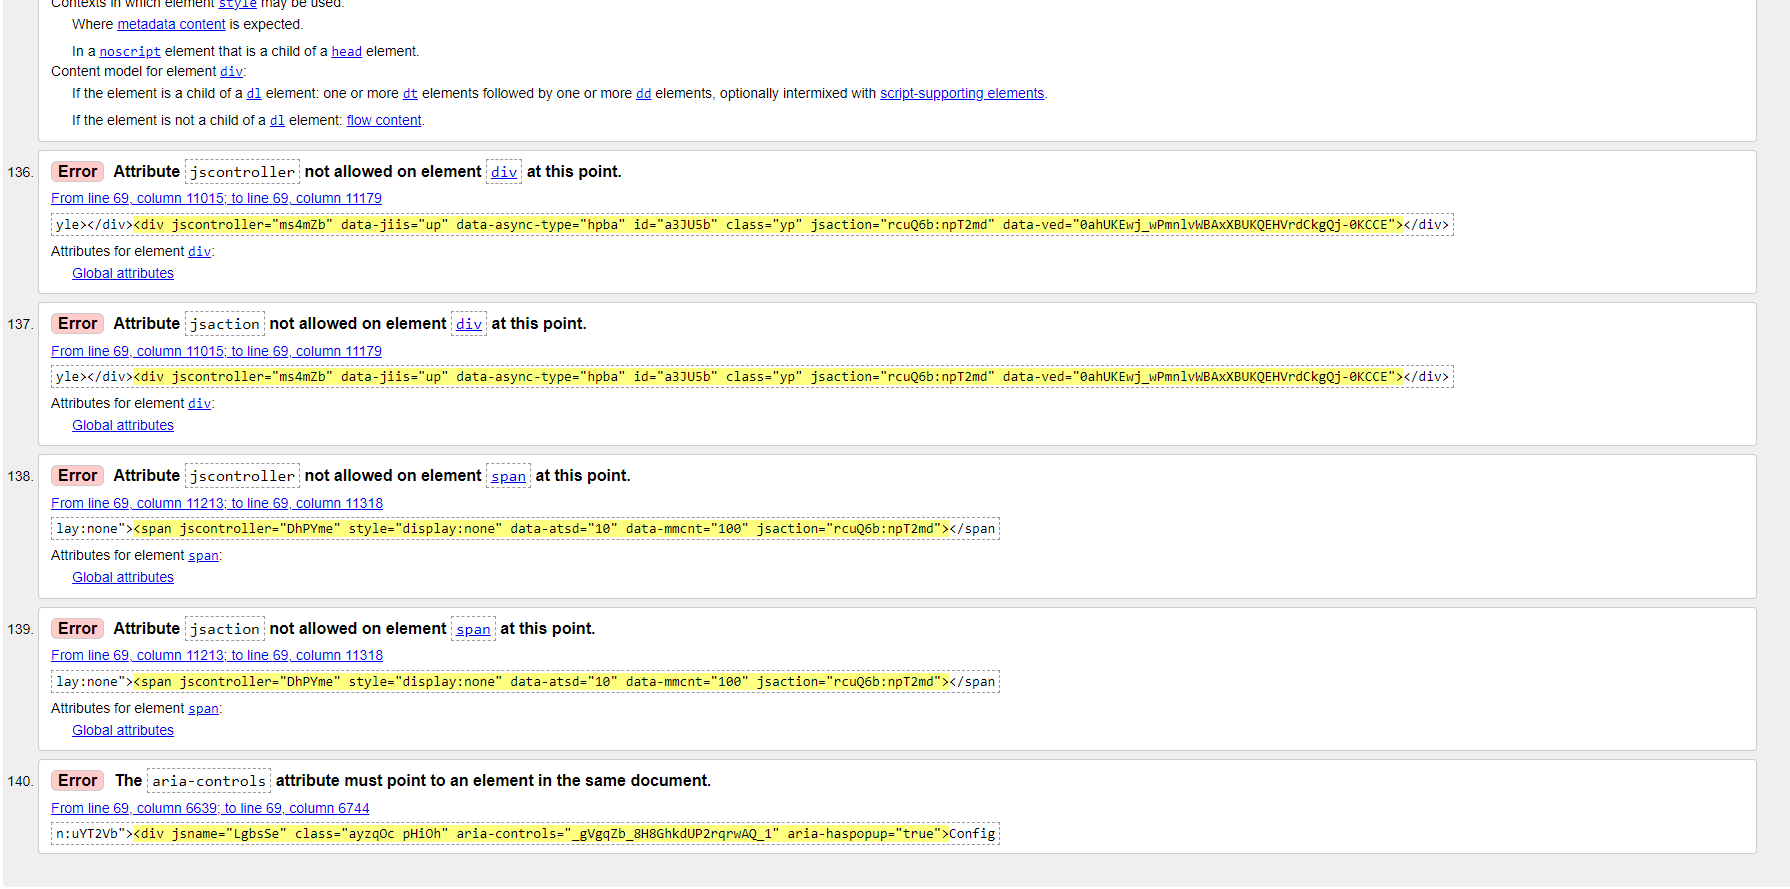 Contexts in which element style may be used:
Where metadata content is expected.
In a noscript element that is a child of a head element.
Content model for element div:
If the element is a child of a dl element: one or more dt elements followed by one or more dd elements, optionally intermixed with script-supporting elements.
If the element is not a child of a dl element: flow content.
136. Error Attribute jscontroller not allowed on element div at this point.
From line 69, column 11015; to line 69, column 11179
yle></div><div jscontroller="ms4mZb" data-jiis="up" data-async-type="hpba" id="a3JU5b" class="yp" jsaction="rcuQ6b:npT2md" data-ved="0ahUKEwj_wPmnlvWBAxXBUKQEHVrdCkgQj-0KCCE"></div>
Attributes for element div:
Global attributes
137. Error Attribute jsaction not allowed on element div at this point.
From line 69, column 11015; to line 69, column 11179
yle></div><div jscontroller="ms4mZb" data-jiis="up" data-async-type="hpba" id="a3JU5b" class="yp" jsaction="rcuQ6b:npT2md" data-ved="0ahUKEwj_wPmnlvWBAxXBUKQEHVrdCkgQj-0KCCE"></div>
Attributes for element div:
Global attributes
138. Error Attribute jscontroller not allowed on element span at this point.
From line 69, column 11213; to line 69, column 11318
lay:none"><span jscontroller="DhPYme" style="display:none" data-atsd="10" data-mmcnt="100" jsaction="rcuQ6b:npT2md"></span
Attributes for element span:
Global attributes
139. Error Attribute jsaction not allowed on element span at this point.
From line 69, column 11213; to line 69, column 11318
lay:none"><span jscontroller="DhPYme" style="display:none" data-atsd="10" data-mmcnt="100" jsaction="rcuQ6b:npT2md"></span
Attributes for element span:
Global attributes
140. Error The aria-controls attribute must point to an element in the same document.
From line 69, column 6639; to line 69, column 6744
n:uYT2Vb"><div jsname="LgbsSe" class="ayzqOc pHiOh" aria-controls="_gVgqZb_8H8GhkdUP2rqrwAQ_1" aria-haspopup="true">Config